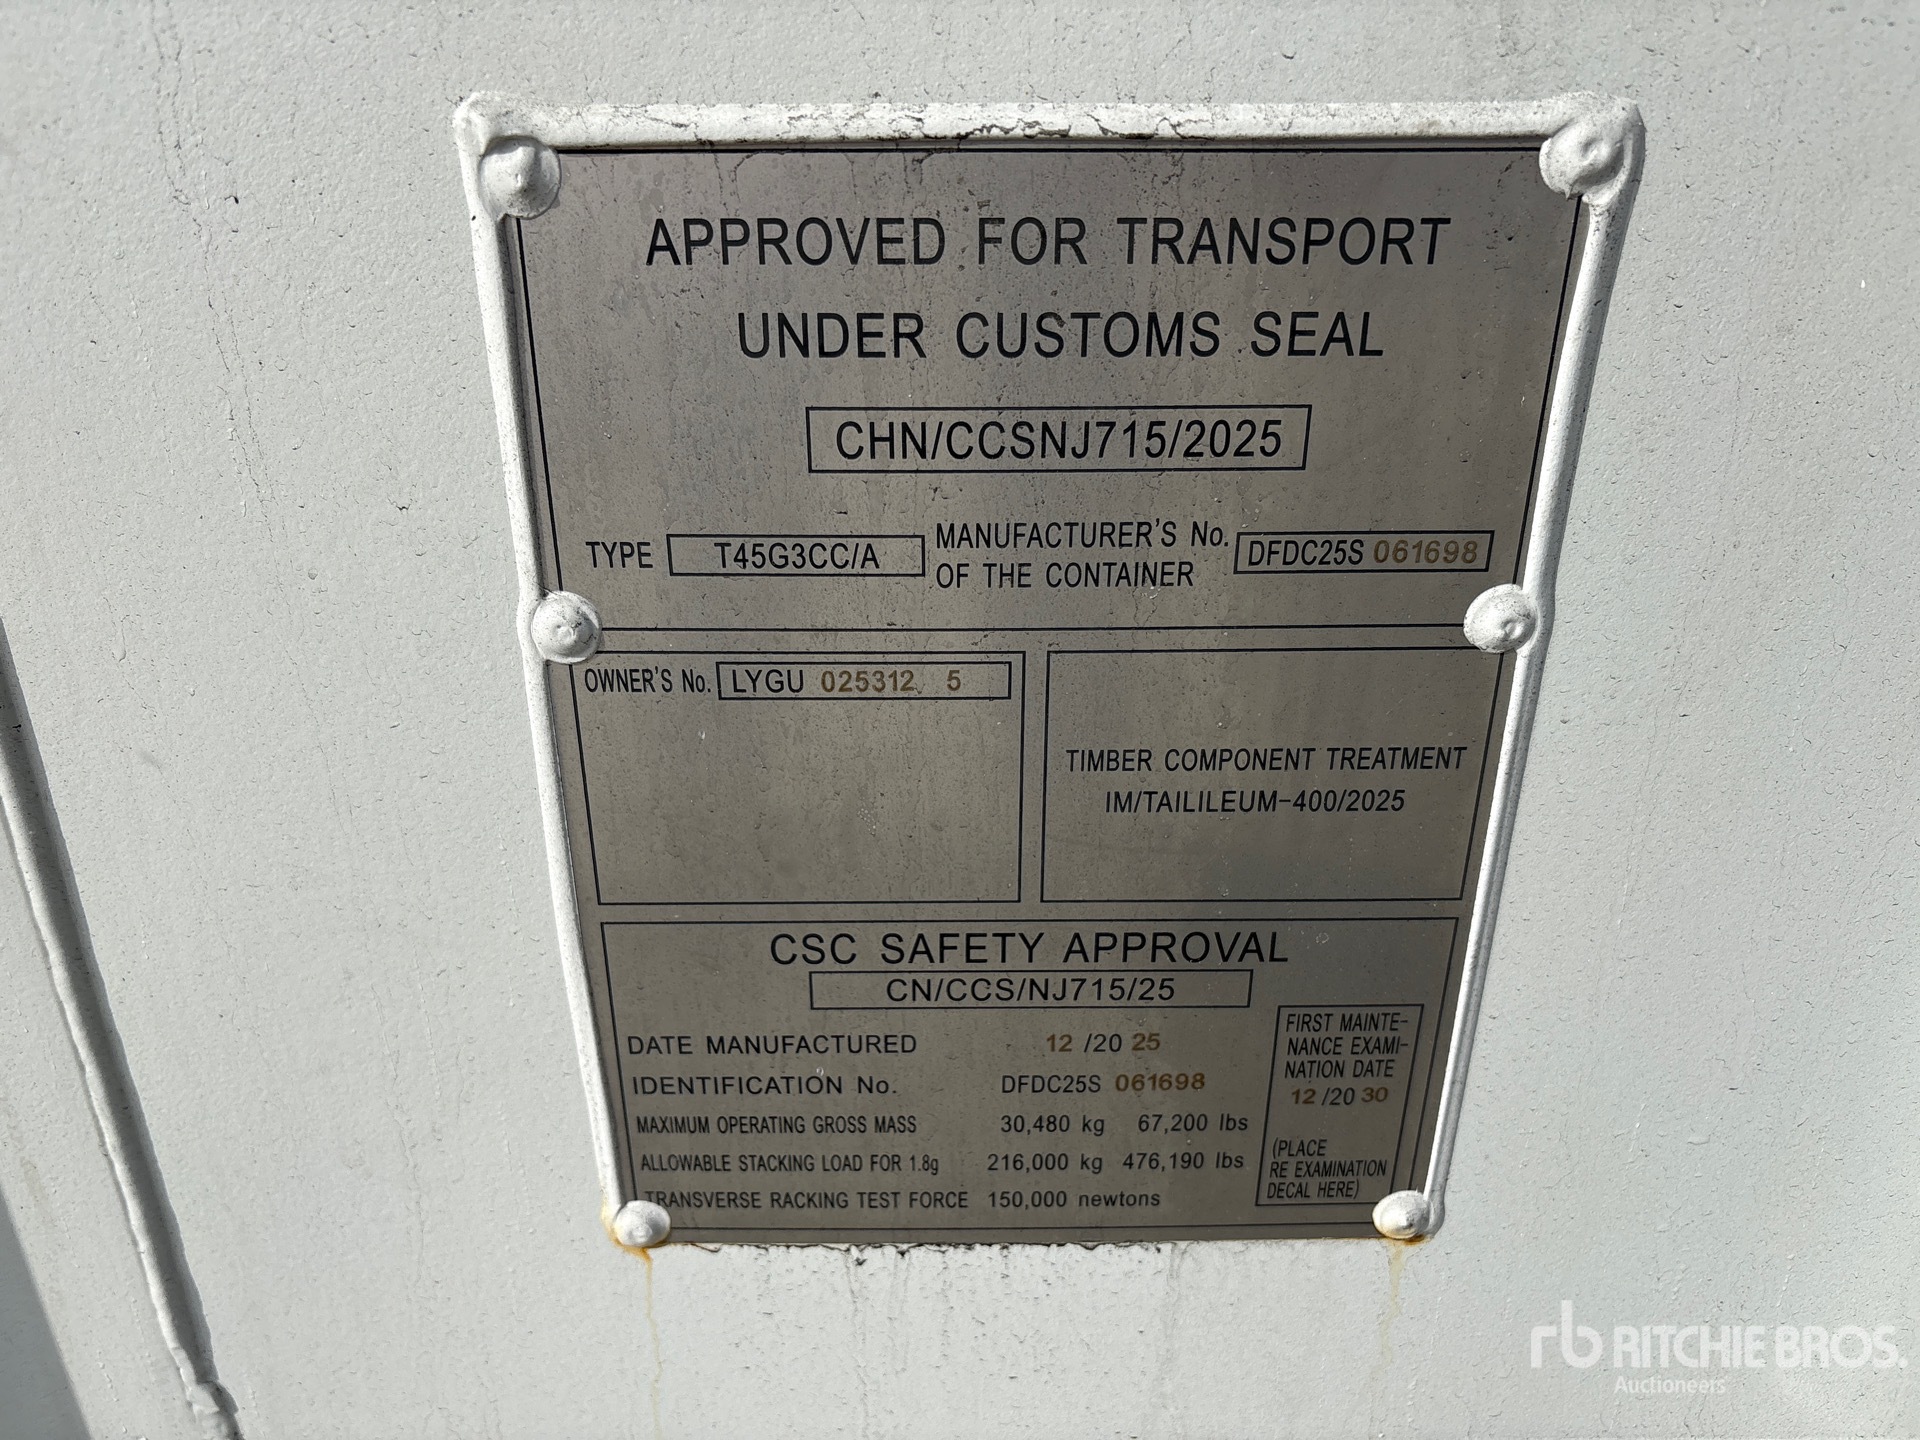 APPROVED FOR TRANSPORT
UNDER CUSTOMS SEAL
CHN/CCSNJ715/2025
TYPE T45G3CC/A MANUFACTURER'S No. OF THE CONTAINER DFDC25S 061698
OWNER'S No. LYGU 025312 5
TIMBER COMPONENT TREATMENT
IM/TAILILEUM-400/2025
CSC SAFETY APPROVAL
CN/CCS/NJ715/25
DATE MANUFACTURED 12 /20 25
IDENTIFICATION No. DFDC25S 061698
MAXIMUM OPERATING GROSS MASS 30,480 kg 67,200 lbs
ALLOWABLE STACKING LOAD FOR 1.8g 216,000 kg 476,190 lbs
TRANSVERSE RACKING TEST FORCE 150,000 newtons
FIRST MAINTE-
NANCE EXAMI-
NATION DATE
12 /20 30
(PLACE
RE EXAMINATION
DECAL HERE)
rb RITCHIE BROS.
Auctioneers